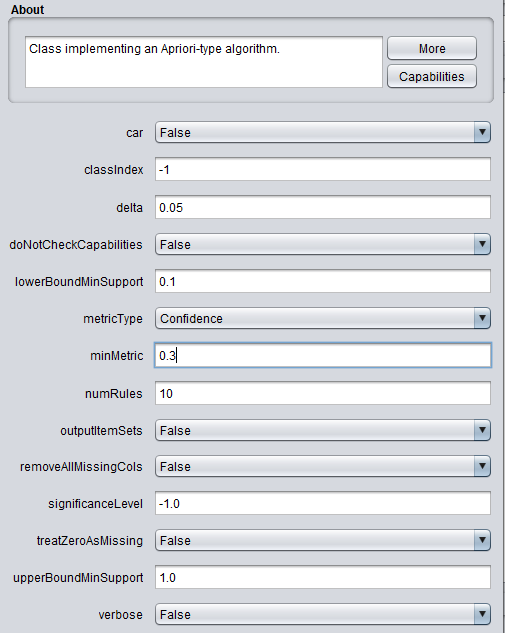 About
Class implementing an Apriori-type algorithm.
More
Capabilities
car False
classIndex -1
delta 0.05
doNotCheckCapabilities False
lowerBoundMinSupport 0.1
metricType Confidence
minMetric 0.3
numRules 10
outputItemSets False
removeAllMissingCols False
significanceLevel -1.0
treatZeroAsMissing False
upperBoundMinSupport 1.0
verbose False